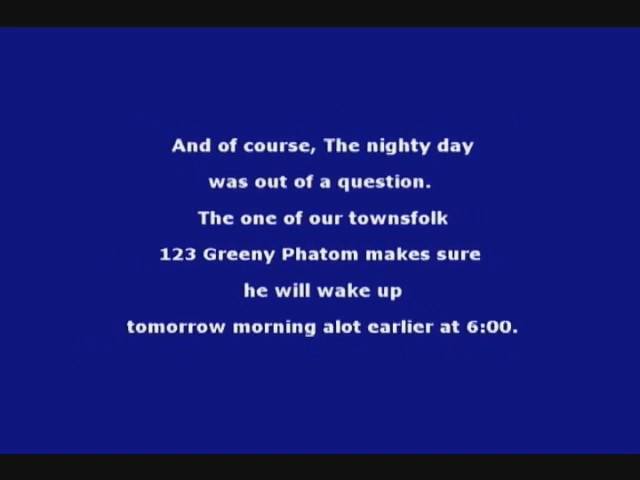 And of course, The nighty day
was out of a question.
The one of our townsfolk
123 Greeny Phatom makes sure
he will wake up
tomorrow morning alot earlier at 6:00.